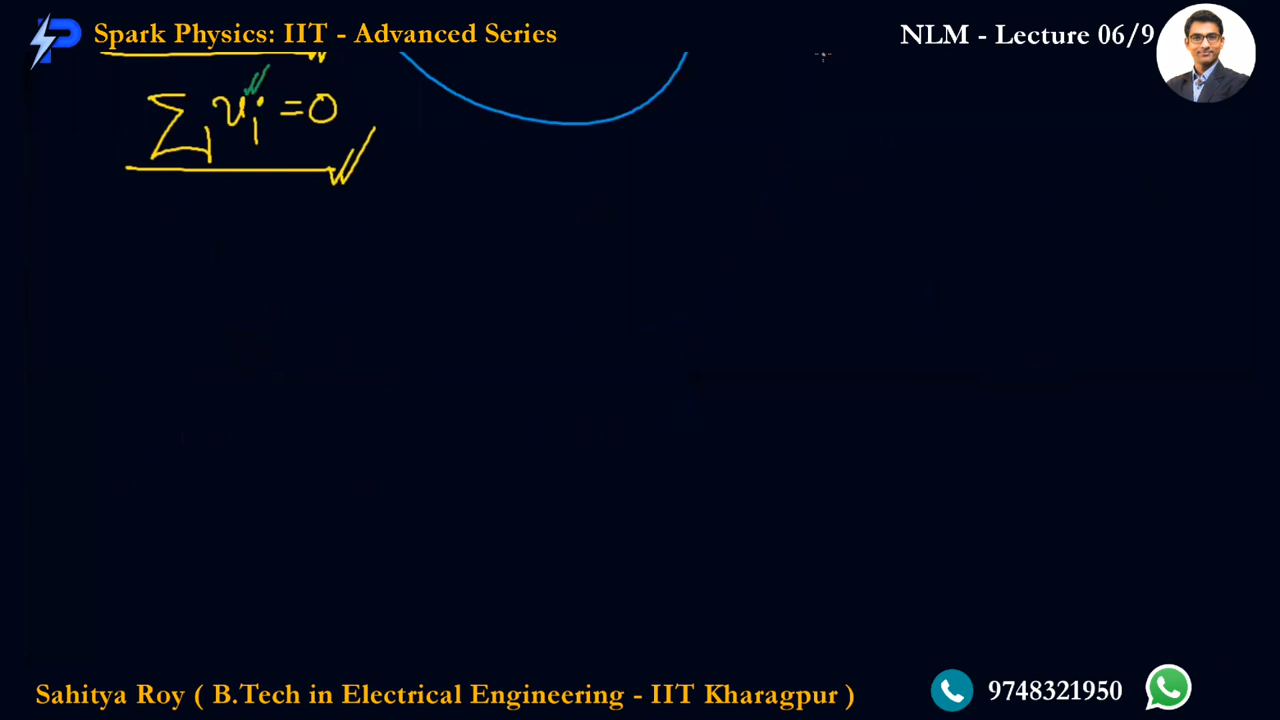 Spark Physics: IIT - Advanced Series
NLM - Lecture 06/9
∑ v_i = 0
Sahitya Roy ( B.Tech in Electrical Engineering - IIT Kharagpur )
9748321950